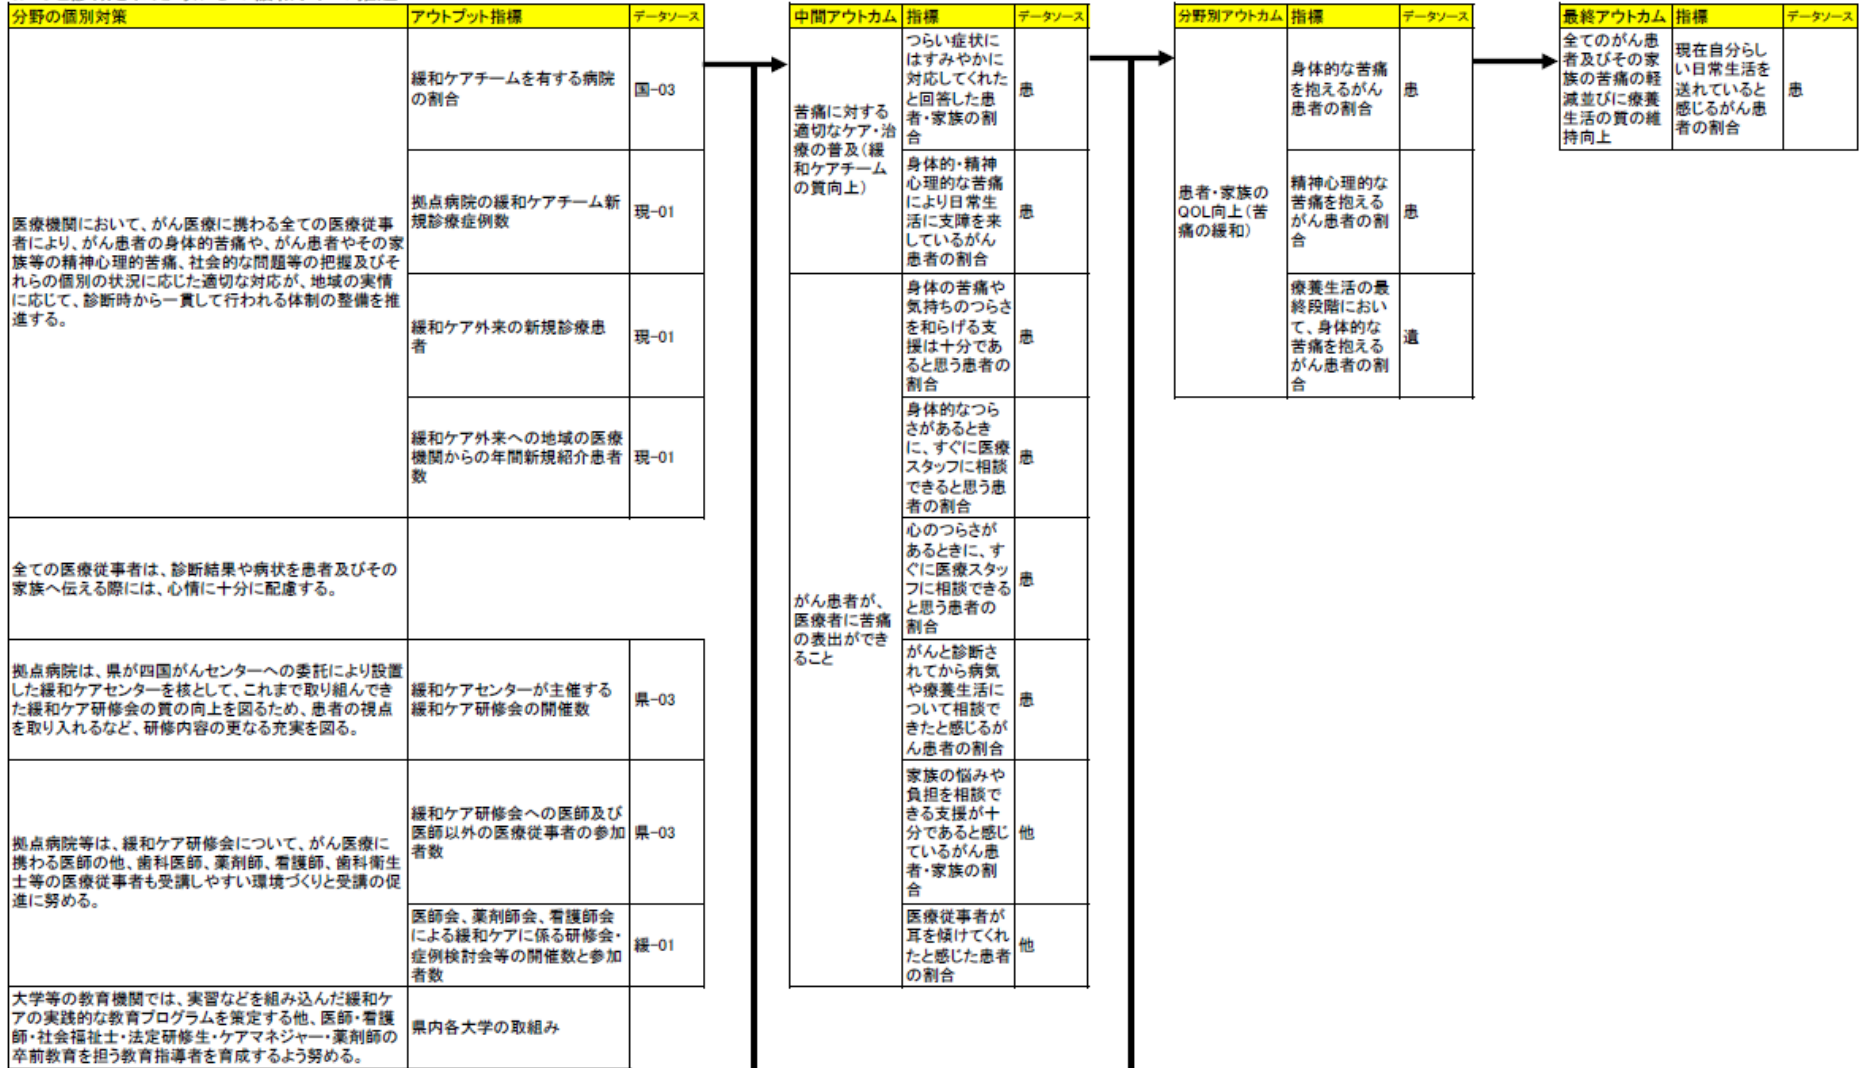 分野の個別対策
アウトプット指標
データソース
医療機関において、がん医療に携わる全ての医療従事
者により、がん患者の身体的苦痛や、がん患者やその家
族等の精神心理的苦痛、社会的な問題等の把握及びそ
れらの個別の状況に応じた適切な対応が、地域の実情
に応じて、診断時から一貫して行われる体制の整備を推
進する。
緩和ケアチームを有する病院
の割合
国-03
拠点病院の緩和ケアチーム新
規診療症例数
現-01
緩和ケア外来の新規診療患
者
現-01
緩和ケア外来への地域の医療
機関からの年間新規紹介患者
数
現-01
全ての医療従事者は、診断結果や病状を患者及びその
家族へ伝える際には、心情に十分に配慮する。
拠点病院は、県が四国がんセンターへの委託により設置
した緩和ケアセンターを核として、これまで取り組んでき
た緩和ケア研修会の質の向上を図るため、患者の視点
を取り入れるなど、研修内容の更なる充実を図る。
緩和ケアセンターが主催する
緩和ケア研修会の開催数
県-03
拠点病院等は、緩和ケア研修会について、がん医療に
携わる医師の他、歯科医師、薬剤師、看護師、歯科衛生
士等の医療従事者も受講しやすい環境づくりと受講の促
進に努める。
緩和ケア研修会への医師及び
医師以外の医療従事者の参加
者数
県-03
医師会、薬剤師会、看護師会
による緩和ケアに係る研修会・
症例検討会等の開催数と参加
者数
緩-01
大学等の教育機関では、実習などを組み込んだ緩和ケ
アの実践的な教育プログラムを策定する他、医師・看護
師・社会福祉士・法定研修生・ケアマネジャー・薬剤師の
卒前教育を担う教育指導者を育成するよう努める。
県内各大学の取組み
中間アウトカム
指標
データソース
苦痛に対する
適切なケア・治
療の普及(緩
和ケアチーム
の質向上)
つらい症状に
はすみやかに
対応してくれた
と回答した患
者・家族の割
合
患
身体的・精神
心理的な苦痛
により日常生
活に支障を来
しているがん
患者の割合
患
がん患者が、
医療者に苦痛
の表出ができ
ること
身体の苦痛や
気持ちのつらさ
を和らげる支
援は十分であ
ると思う患者の
割合
患
身体的なつら
さがあるとき
に、すぐに医療
スタッフに相談
できると思う患
者の割合
患
心のつらさが
あるときに、す
ぐに医療スタッ
フに相談できる
と思う患者の
割合
患
がんと診断さ
れてから病気
や療養生活に
ついて相談で
きたと感じるが
ん患者の割合
患
家族の悩みや
負担を相談で
きる支援が十
分であると感じ
ているがん患
者・家族の割
合
他
医療従事者が
耳を傾けてくれ
たと感じた患者
の割合
他
分野別アウトカム
指標
データソース
患者・家族の
QOL向上(苦
痛の緩和)
身体的な苦痛
を抱えるがん
患者の割合
患
精神心理的な
苦痛を抱える
がん患者の割
合
患
療養生活の最
終段階におい
て、身体的な
苦痛を抱える
がん患者の割
合
遺
最終アウトカム
指標
データソース
全てのがん患
者及びその家
族の苦痛の軽
減並びに療養
生活の質の維
持向上
現在自分らし
い日常生活を
送れていると
感じるがん患
者の割合
患